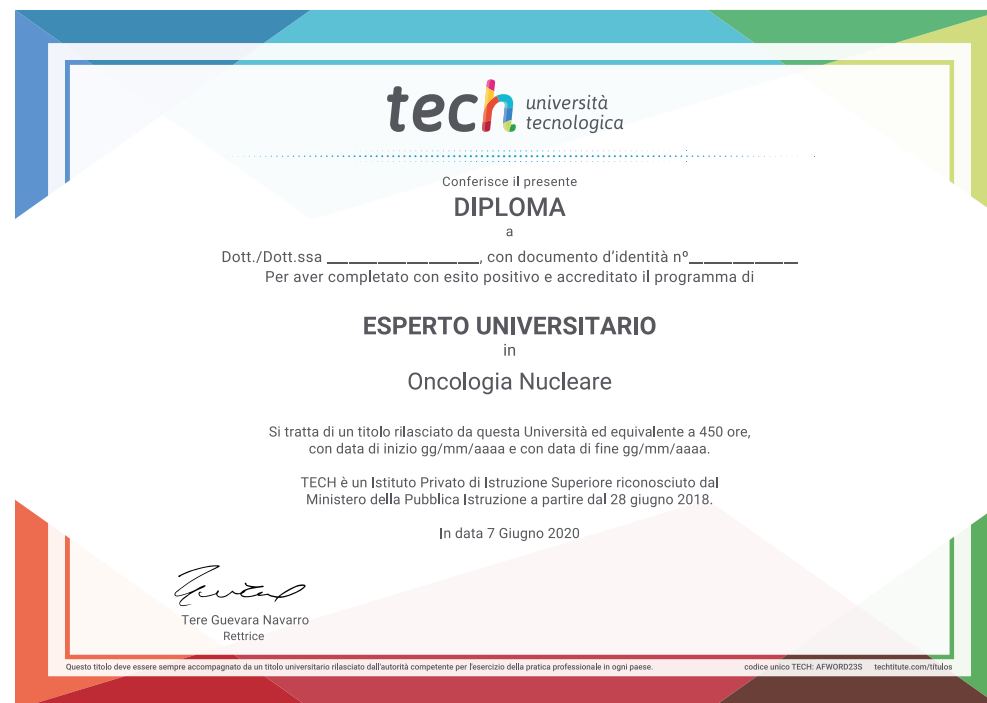 tech università
tecnologica
Conferisce il presente
DIPLOMA
a
Dott./Dott.ssa ___________________, con documento d'identità nº_____________
Per aver completato con esito positivo e accreditato il programma di
ESPERTO UNIVERSITARIO
in
Oncologia Nucleare
Si tratta di un titolo rilasciato da questa Università ed equivalente a 450 ore,
con data di inizio gg/mm/aaaa e con data di fine gg/mm/aaaa.
TECH è un Istituto Privato di Istruzione Superiore riconosciuto dal
Ministero della Pubblica Istruzione a partire dal 28 giugno 2018.
In data 7 Giugno 2020
Tere Guevara Navarro
Rettrice
Questo titolo deve essere sempre accompagnato da un titolo universitario rilasciato dall'autorità competente per l'esercizio della pratica professionale in ogni paese. codice unico TECH: AFWORD23S techtitute.com/títulos